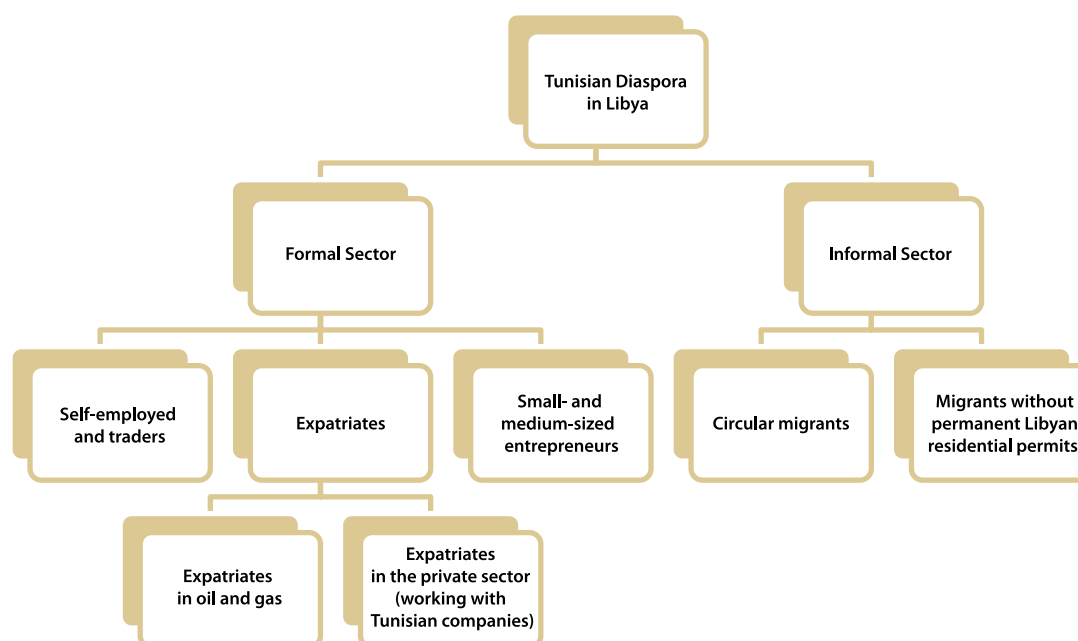 Tunisian Diaspora
in Libya
Formal Sector
Informal Sector
Self-employed
and traders
Expatriates
Small- and
medium-sized
entrepreneurs
Circular migrants
Migrants without
permanent Libyan
residential permits
Expatriates
in oil and gas
Expatriates
in the private sector
(working with
Tunisian companies)